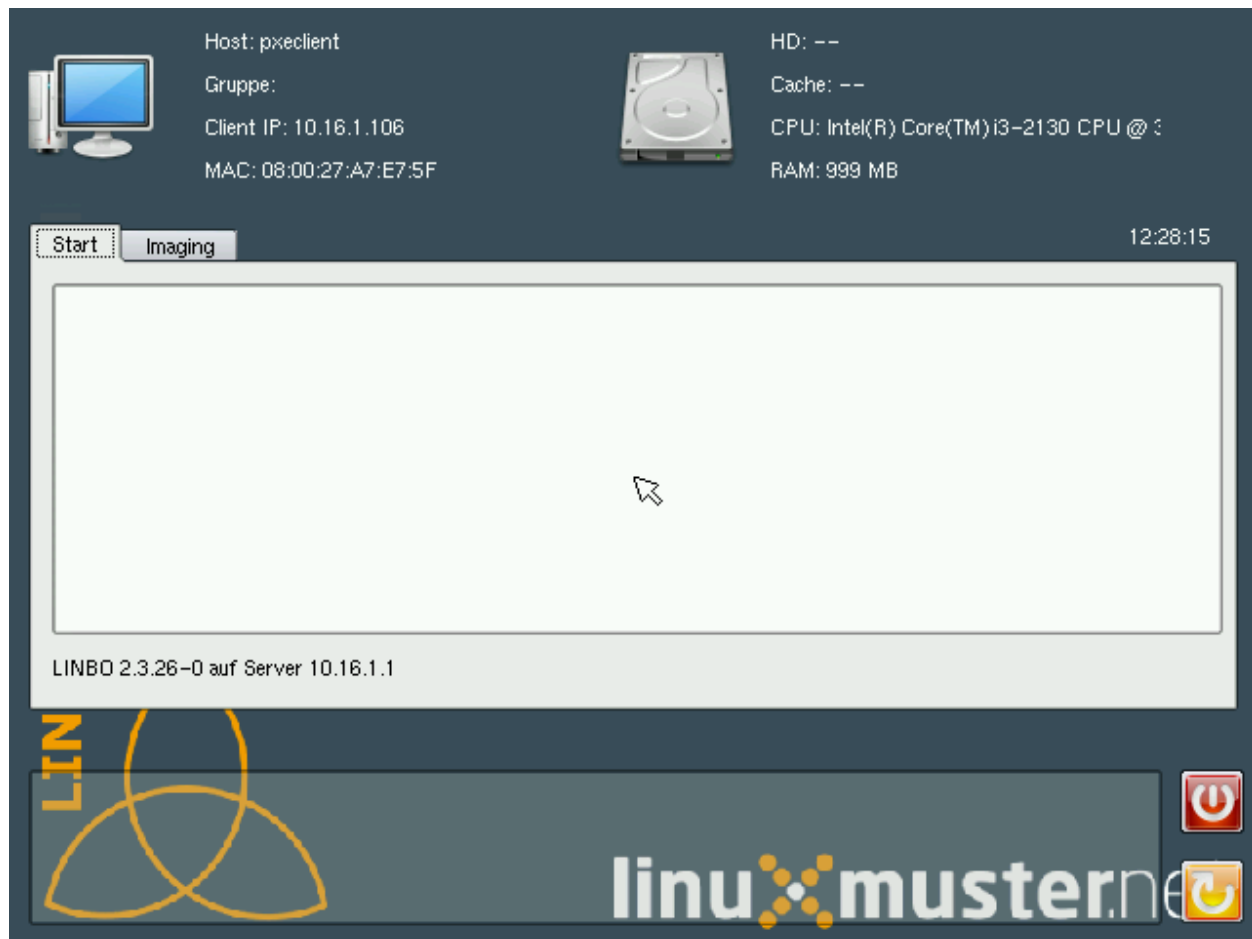 Host: pxeclient
Gruppe:
Client IP: 10.16.1.106
MAC: 08:00:27:A7:E7:5F
HD: --
Cache: --
CPU: Intel(R) Core(TM) i3-2130 CPU @
RAM: 999 MB
Start
Imaging
12:28:15
LINBO 2.3.26-0 auf Server 10.16.1.1
LIN
linuxmuster.ne